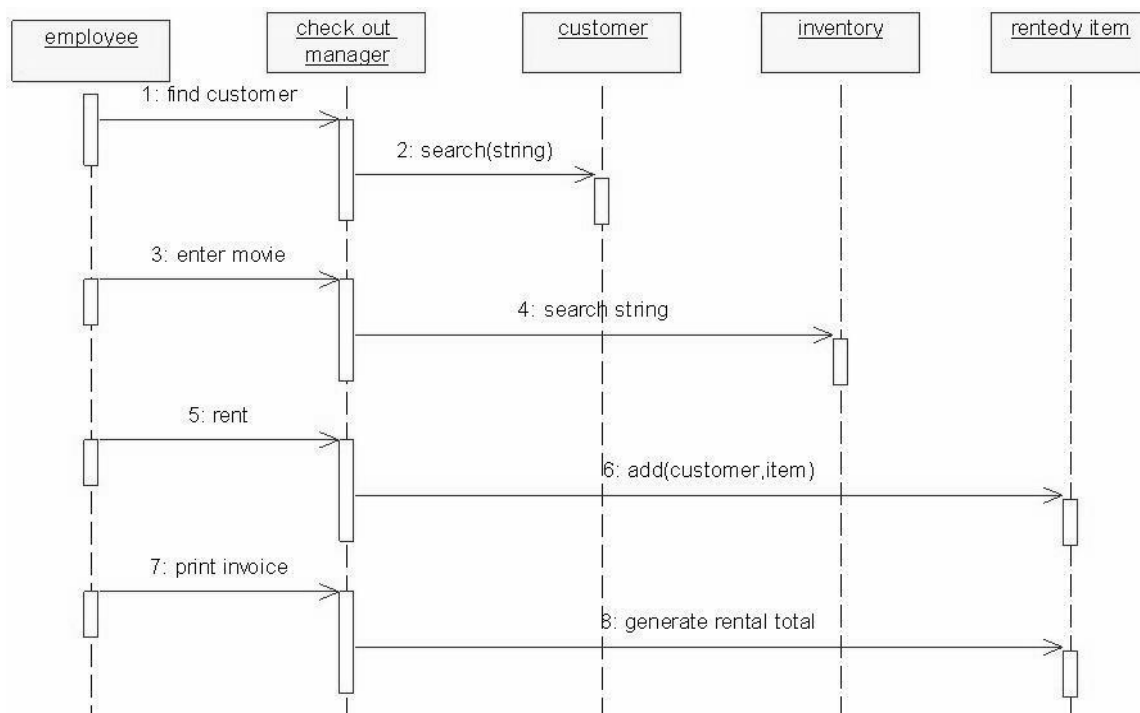 employee
check out
manager
customer
inventory
rentedy item
1: find customer
2: search(string)
3: enter movie
4: search string
5: rent
6: add(customer,item)
7: print invoice
8: generate rental total